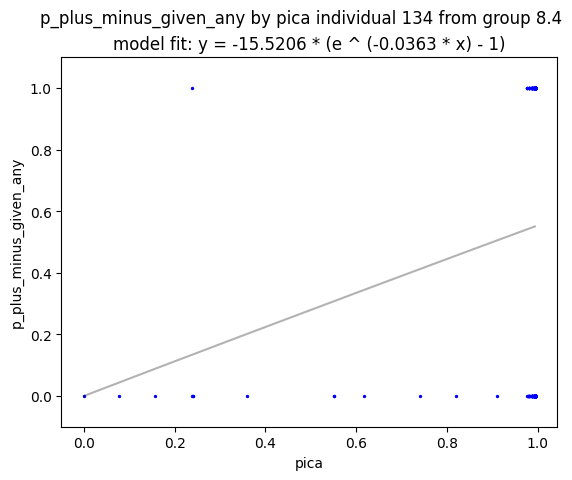 p_plus_minus_given_any by pica individual 134 from group 8.4
model fit: y = -15.5206 * (e ^ (-0.0363 * x) - 1)
1.0
0.8
0.6
0.4
0.2
0.0
p_plus_minus_given_any
0.0 0.2 0.4 0.6 0.8 1.0
pica